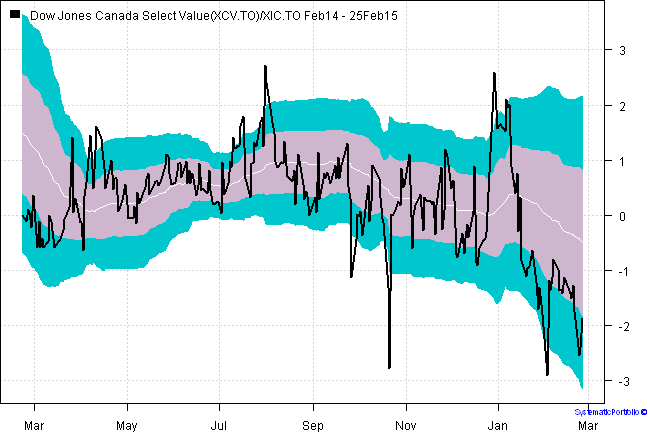 Dow Jones Canada Select Value(XCV.TO)/XIC.TO Feb14 - 25Feb15
3
2
1
0
-1
-2
-3
Mar May Jul Sep Nov Jan Mar
SystematicPortfolio ©